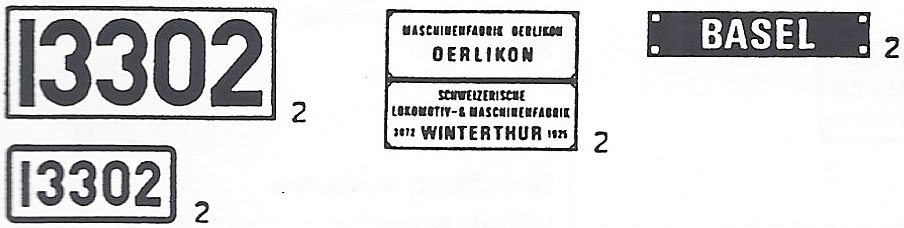 13302
2
MASCHINENFABRIK OERLIKON
OERLIKON
SCHWEIZERISCHE
LOKOMOTIV-& MASCHINENFABRIK
3072 WINTERTHUR 1925
2
BASEL
2
13302
2